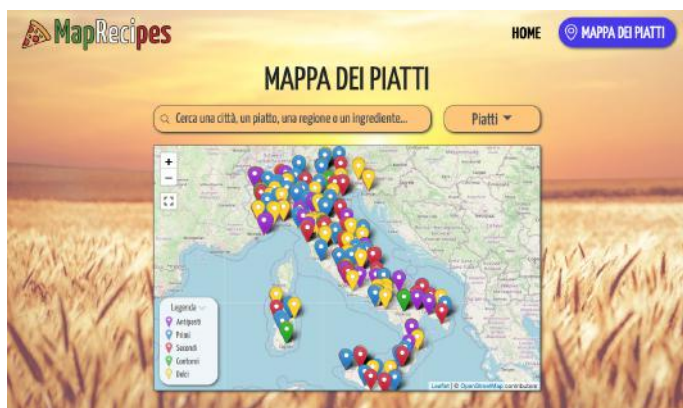 MapRecipes
HOME
MAPPA DEI PIATTI
MAPPA DEI PIATTI
Cerca una città, un piatto, una regione o un ingrediente...
Piatti
+
−
Legenda
Antipasti
Primi
Secondi
Contorni
Dolci
Leaflet | © OpenStreetMap contributors